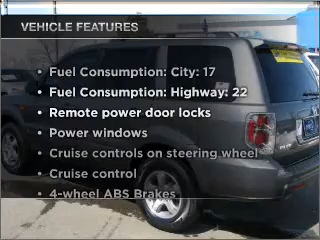 VEHICLE FEATURES
• Fuel Consumption: City: 17
• Fuel Consumption: Highway: 22
• Remote power door locks
• Power windows
• Cruise controls on steering wheel
• Cruise control
• 4-wheel ABS Brakes